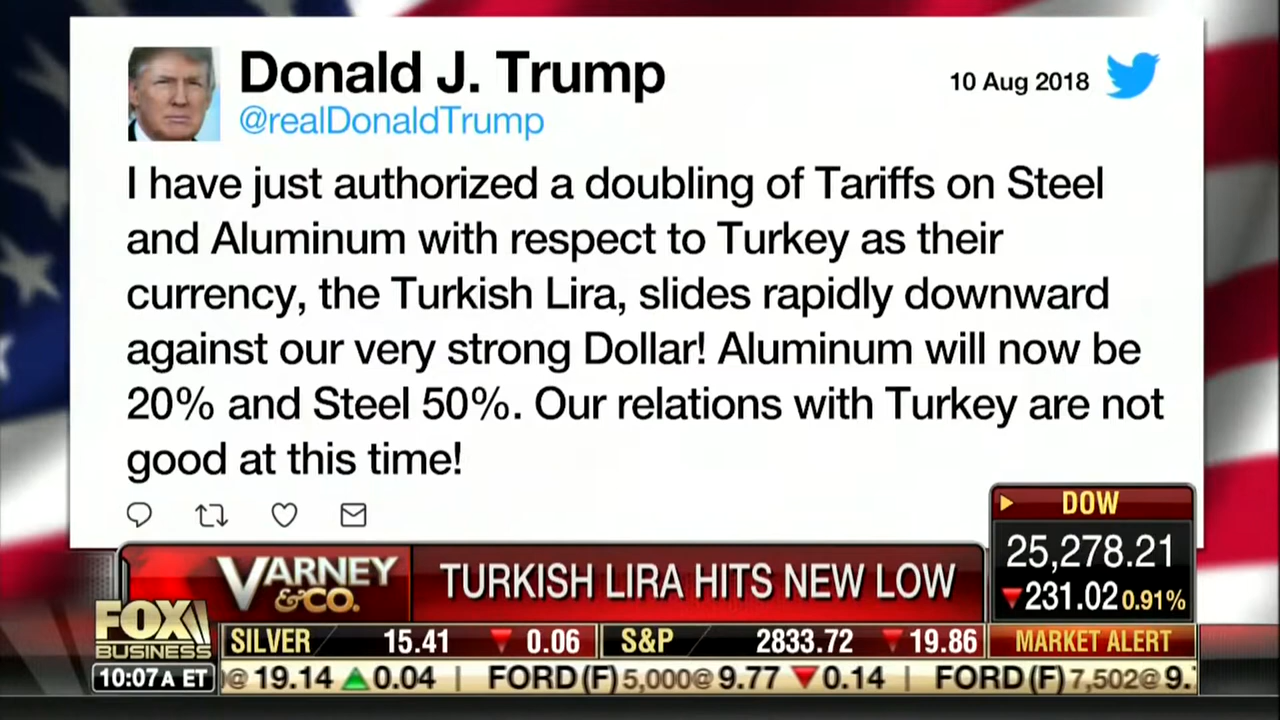 Donald J. Trump
@realDonaldTrump
10 Aug 2018
I have just authorized a doubling of Tariffs on Steel
and Aluminum with respect to Turkey as their
currency, the Turkish Lira, slides rapidly downward
against our very strong Dollar! Aluminum will now be
20% and Steel 50%. Our relations with Turkey are not
good at this time!
DOW
25,278.21
▼231.02 0.91%
MARKET ALERT
VARNEY
&CO.
TURKISH LIRA HITS NEW LOW
FOX
BUSINESS
SILVER 15.41 ▼ 0.06 S&P 2833.72 ▼ 19.86
10:07A ET
@ 19.14 ▲ 0.04 | FORD (F) 5,000@ 9.77 ▼ 0.14 | FORD (F) 7,502@ 9.